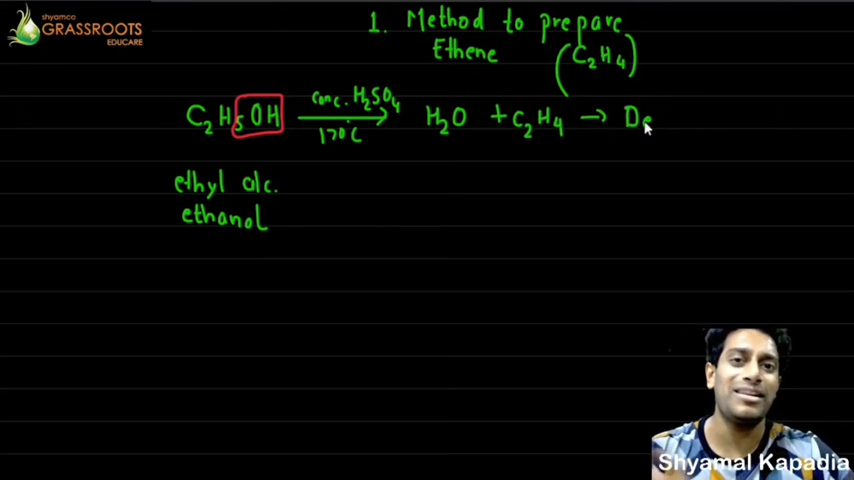 shyamco
GRASSROOTS
EDUCARE
1. Method to prepare
Ethene (C₂H₄)
C₂H₅OH conc. H₂SO₄ 170°C → H₂O + C₂H₄ → De
ethyl alc.
ethanol
Shyamal Kapadia